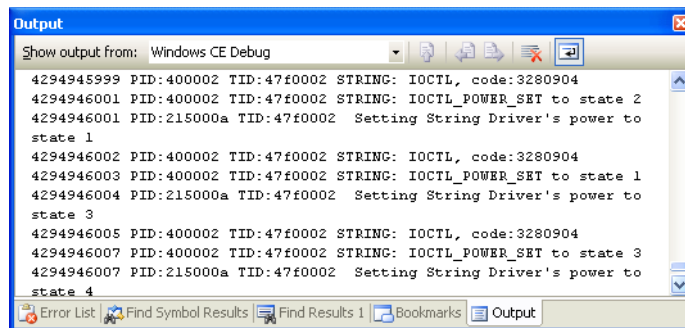 Output
Show output from: Windows CE Debug
4294945999 PID:400002 TID:47f0002 STRING: IOCTL, code:3280904
4294946001 PID:400002 TID:47f0002 STRING: IOCTL_POWER_SET to state 2
4294946001 PID:215000a TID:47f0002  Setting String Driver's power to
state 1
4294946002 PID:400002 TID:47f0002 STRING: IOCTL, code:3280904
4294946003 PID:400002 TID:47f0002 STRING: IOCTL_POWER_SET to state 1
4294946004 PID:215000a TID:47f0002  Setting String Driver's power to
state 3
4294946005 PID:400002 TID:47f0002 STRING: IOCTL, code:3280904
4294946007 PID:400002 TID:47f0002 STRING: IOCTL_POWER_SET to state 3
4294946007 PID:215000a TID:47f0002  Setting String Driver's power to
state 4
Error List Find Symbol Results Find Results 1 Bookmarks Output